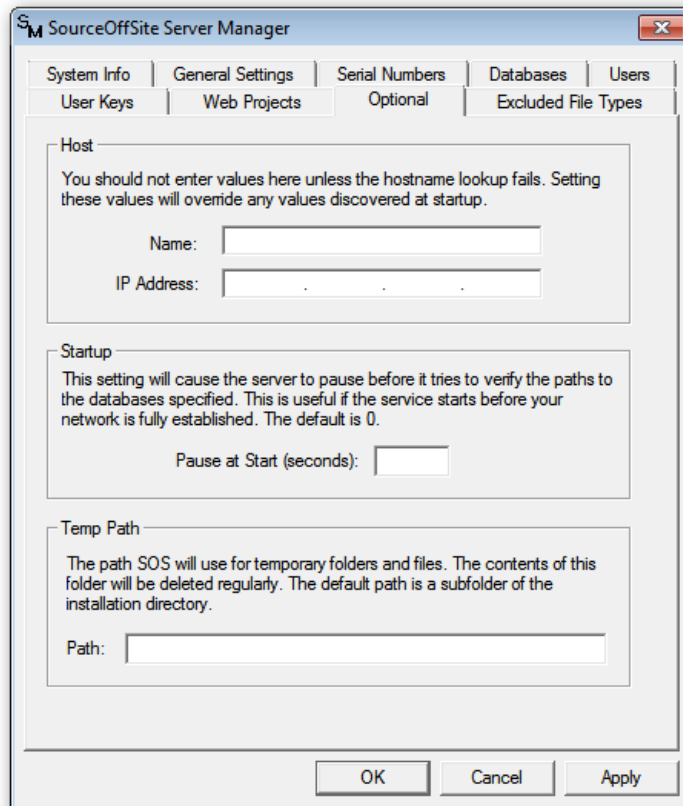 SM SourceOffSite Server Manager
System Info General Settings Serial Numbers Databases Users
User Keys Web Projects Optional Excluded File Types
Host
You should not enter values here unless the hostname lookup fails. Setting
these values will override any values discovered at startup.
Name:
IP Address: . . .
Startup
This setting will cause the server to pause before it tries to verify the paths to
the databases specified. This is useful if the service starts before your
network is fully established. The default is 0.
Pause at Start (seconds):
Temp Path
The path SOS will use for temporary folders and files. The contents of this
folder will be deleted regularly. The default path is a subfolder of the
installation directory.
Path:
OK Cancel Apply